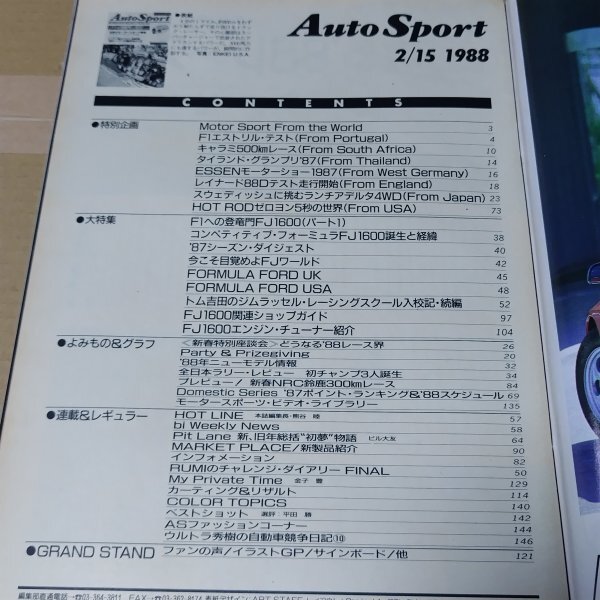 ●表紙
Auto Sport
Auto Sport
2/15 1988
CONTENTS
●特別企画
Motor Sport From the World 3
F1エストリル・テスト(From Portugal) 4
キャラミ500kmレース(From South Africa) 10
タイランド・グランプリ'87(From Thailand) 14
ESSENモーターショー1987(From West Germany) 16
レイナード88Dテスト走行開始(From England) 18
スウェディッシュに挑むランチアデルタ4WD(From Japan) 23
HOT RODゼロヨン5秒の世界(From USA) 73
●大特集
F1への登竜門FJ1600(パート1)
コンペティティブ・フォーミュラFJ1600誕生と経緯 38
'87シーズン・ダイジェスト 40
今こそ目覚めよFJワールド 42
FORMULA FORD UK 45
FORMULA FORD USA 48
トム吉田のジムラッセル・レーシングスクール入校記・続編 52
FJ1600関連ショップガイド 97
FJ1600エンジン・チューナー紹介 104
●よみもの&グラフ
〈新春特別座談会〉どうなる'88レース界 26
Party & Prizegiving 20
'88年ニューモデル情報 32
全日本ラリー・レビュー 初チャンプ3人誕生 34
プレビュー/新春NRC鈴鹿300kmレース 84
Domestic Series '87ポイント・ランキング&'88スケジュール 69
モータースポーツ・ビデオ・ライブラリー 135
●連載&レギュラー
HOT LINE 本誌編集長・熊谷 睦 57
bi Weekly News 58
Pit Lane 新、旧年総括“初夢”物語 ビル大友 64
MARKET PLACE/新製品紹介 90
インフォメーション 82
RUMIのチャレンジ・ダイアリー FINAL 50
My Private Time 金子 豊 129
カーティング&リザルト 114
COLOR TOPICS 140
ベストショット 選評・平田 勝 142
ASファッションコーナー 144
ウルトラ秀樹の自動車競争日記⑩ 146
●GRAND STAND ファンの声/イラストGP/サインボード/他 121